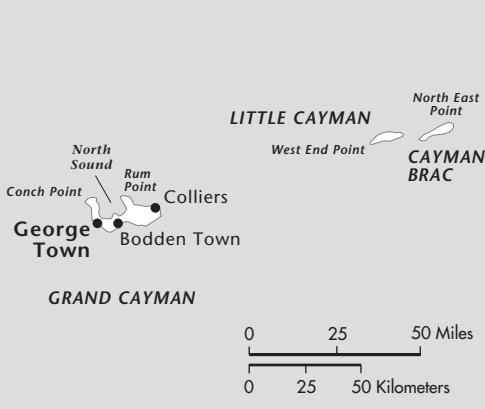 North East
Point
LITTLE CAYMAN
West End Point
CAYMAN
BRAC
North
Sound
Rum
Point
Conch Point
Colliers
George
Town
Bodden Town
GRAND CAYMAN
0 25 50 Miles
0 25 50 Kilometers